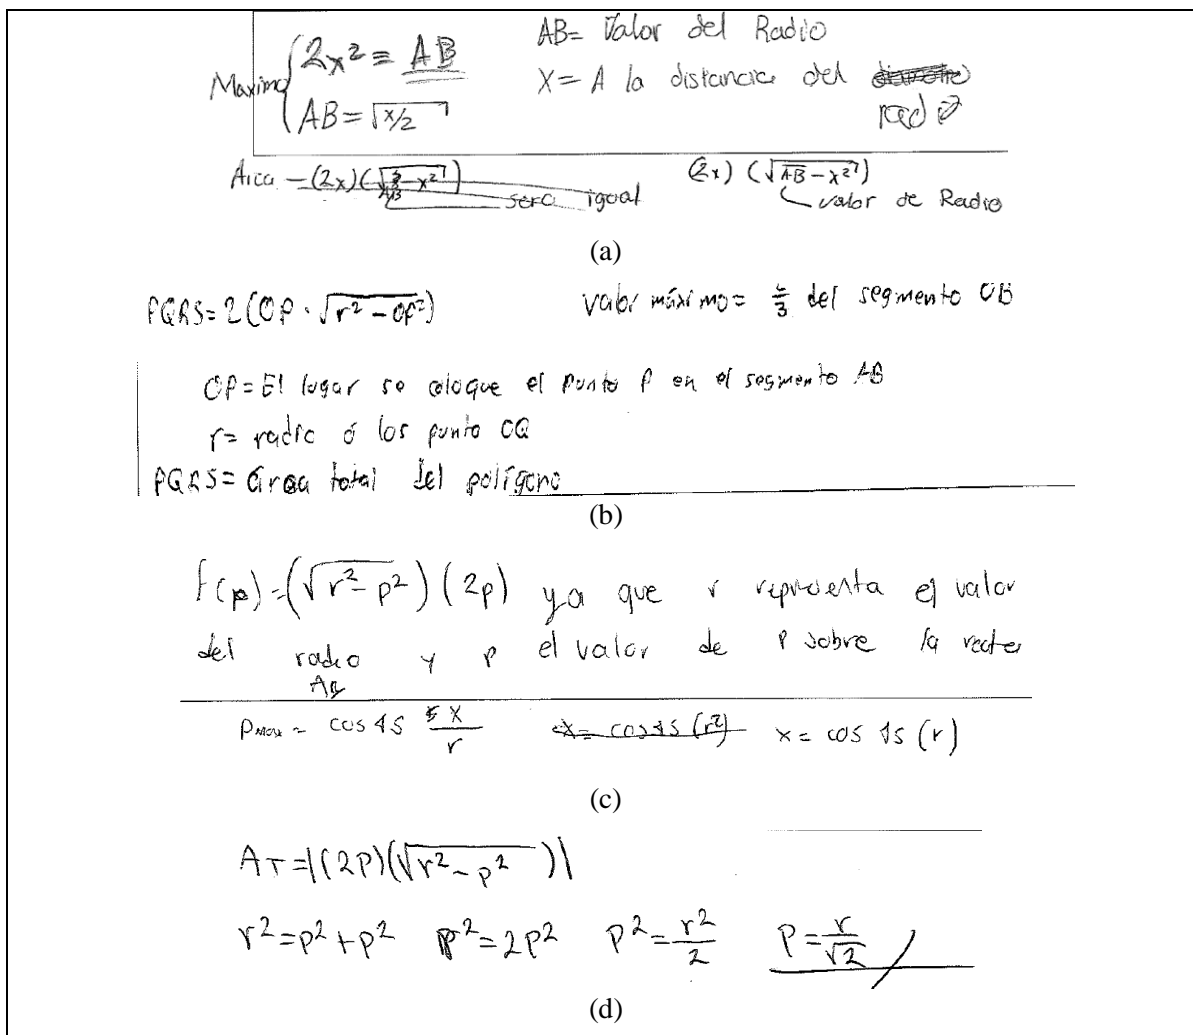 AB= Valor del Radio
2x² = AB
Maximo
X= A la distancia del
radio
AB=√x/2
Area = (2x)(√ - x²)
AB
sera igual
(2x) (√AB - x²)
valor de Radio
(a)
PQRS= 2(OP · √r² - OP²)
valor máximo= del segmento OB
OP= El lugar se coloque el punto P en el segmento AB
r= radio ó los punto OQ
PQRS= área total del polígono
(b)
f(p)=(√r² - p²)(2p) ya que r representa el valor
del radio y p el valor de P sobre la recta
AB
Pmax = cos 45 = x/r x= cos 45 (r²) x= cos 45 (r)
(c)
AT=|(2P)(√r² - p²)|
r²=p²+p² r²=2p² p²=r²/2 P=r/√2
(d)